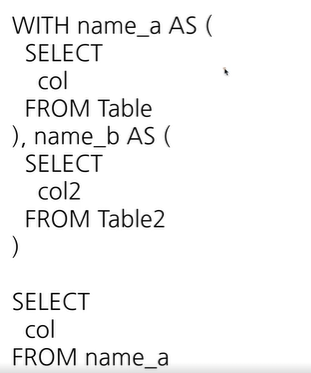 WITH name_a AS (
  SELECT
    col
  FROM Table
), name_b AS (
  SELECT
    col2
  FROM Table2
)

SELECT
  col
FROM name_a